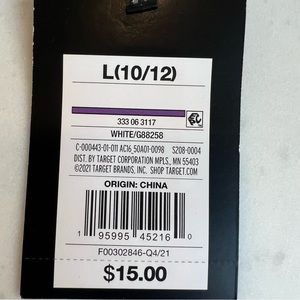 L(10/12)
333 06 3117
WHITE/G88258
C-000443-01-011 AC16_50A01-0098 S208-0004
DIST. BY TARGET CORPORATION MPLS., MN 55403
©2021 TARGET BRANDS, INC. SHOP TARGET.COM
ORIGIN: CHINA
1 95995 45216 0
F00302846-Q4/21
$15.00